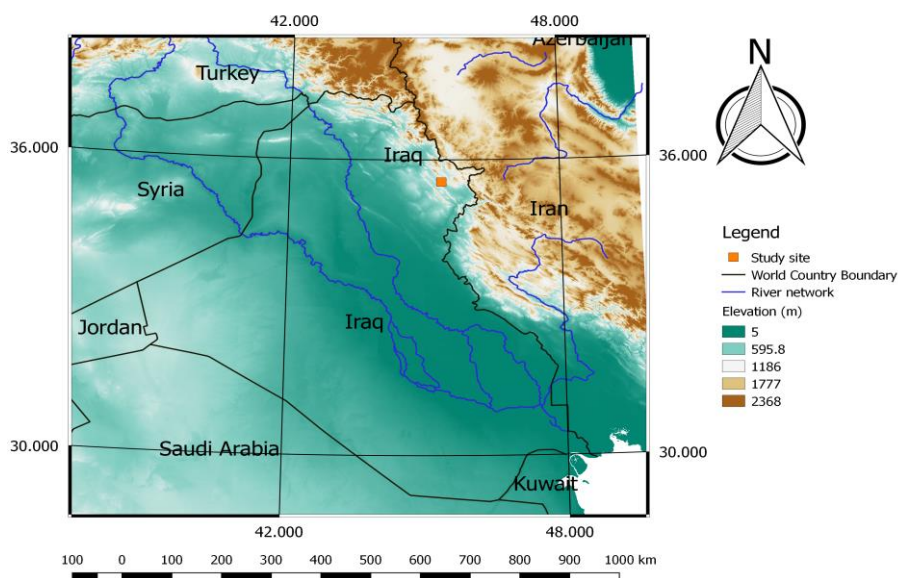 42.000
48.000
Azerbaijan
Turkey
N
36.000
Iraq
36.000
Syria
Iran
Legend
Study site
World Country Boundary
River network
Elevation (m)
5
595.8
1186
1777
2368
Jordan
Iraq
30.000
Saudi Arabia
30.000
Kuwait
42.000
48.000
100 0 100 200 300 400 500 600 700 800 900 1000 km